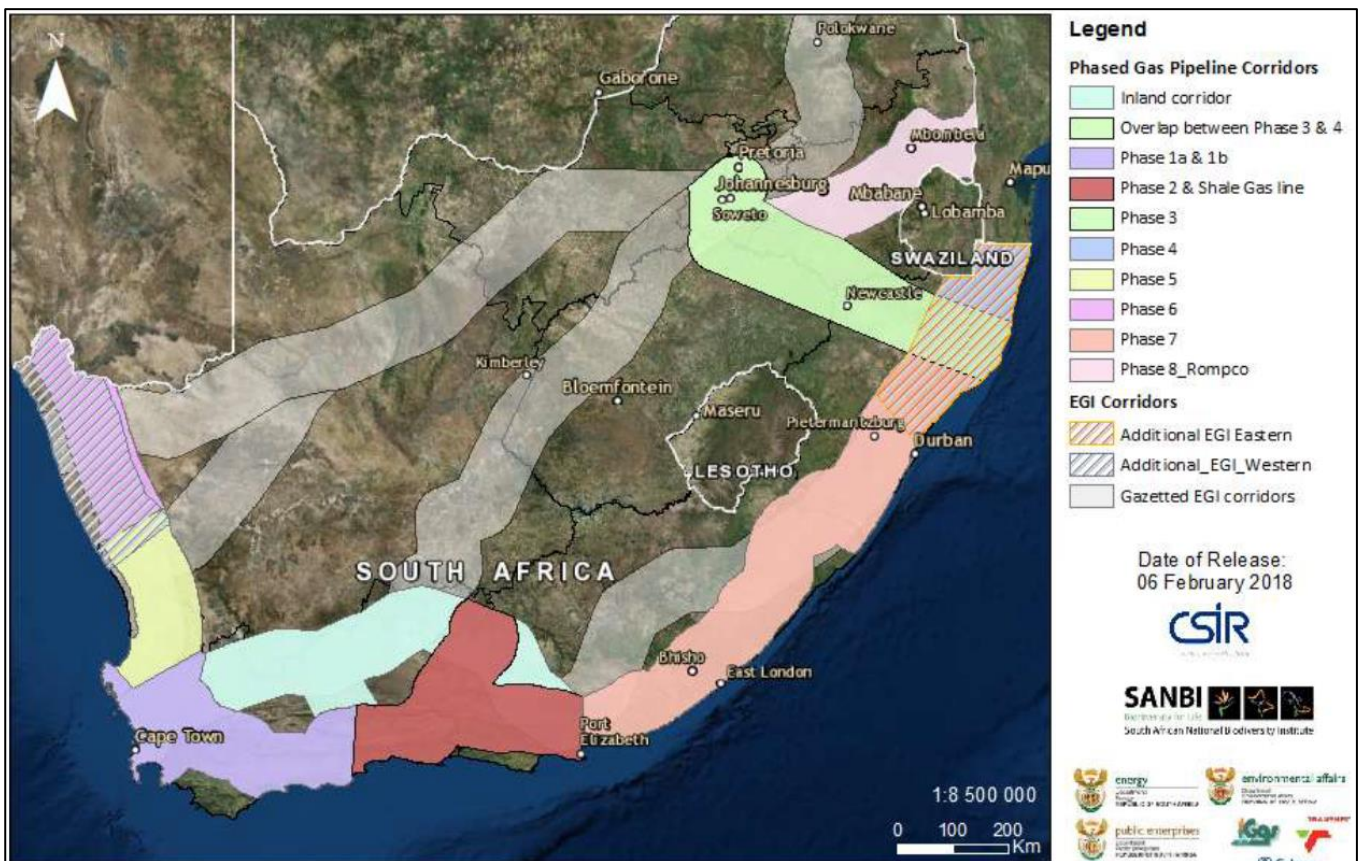 N
Polokwane
Gaborone
Mbombela
Pretoria
Mapu
Johannesburg
Mbabane
Soweto
Lobamba
SWAZILAND
Newcastle
Kimberley
Bloemfontein
Maseru
Pietermaritzburg
Durban
LESOTHO
SOUTH AFRICA
Bhisho
East London
Port
Elizabeth
Cape Town
1:8 500 000
0 100 200
Km
Legend
Phased Gas Pipeline Corridors
Inland corridor
Overlap between Phase 3 & 4
Phase 1a & 1b
Phase 2 & Shale Gas line
Phase 3
Phase 4
Phase 5
Phase 6
Phase 7
Phase 8_Rompco
EGI Corridors
Additional EGI Eastern
Additional_EGI_Western
Gazetted EGI corridors
Date of Release:
06 February 2018
CSIR
SANBI
Biodiversity for Life
South African National Biodiversity Institute
energy
environmental affairs
public enterprises
iGas